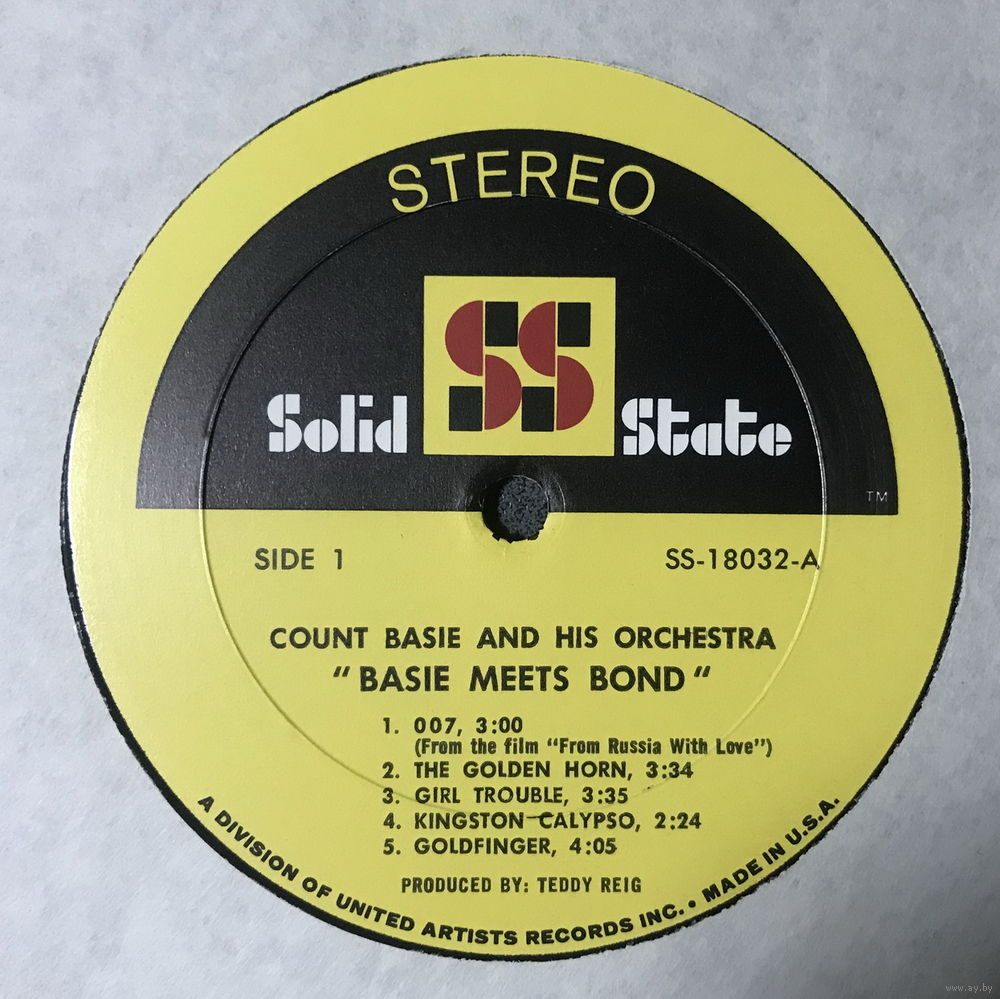 STEREO
SS
Solid State
TM
SIDE 1 SS-18032-A
COUNT BASIE AND HIS ORCHESTRA
"BASIE MEETS BOND"
1. 007, 3:00
(From the film "From Russia With Love")
2. THE GOLDEN HORN, 3:34
3. GIRL TROUBLE, 3:35
4. KINGSTON CALYPSO, 2:24
5. GOLDFINGER, 4:05
PRODUCED BY: TEDDY REIG
A DIVISION OF UNITED ARTISTS RECORDS INC. • MADE IN U.S.A.
www.ay.by